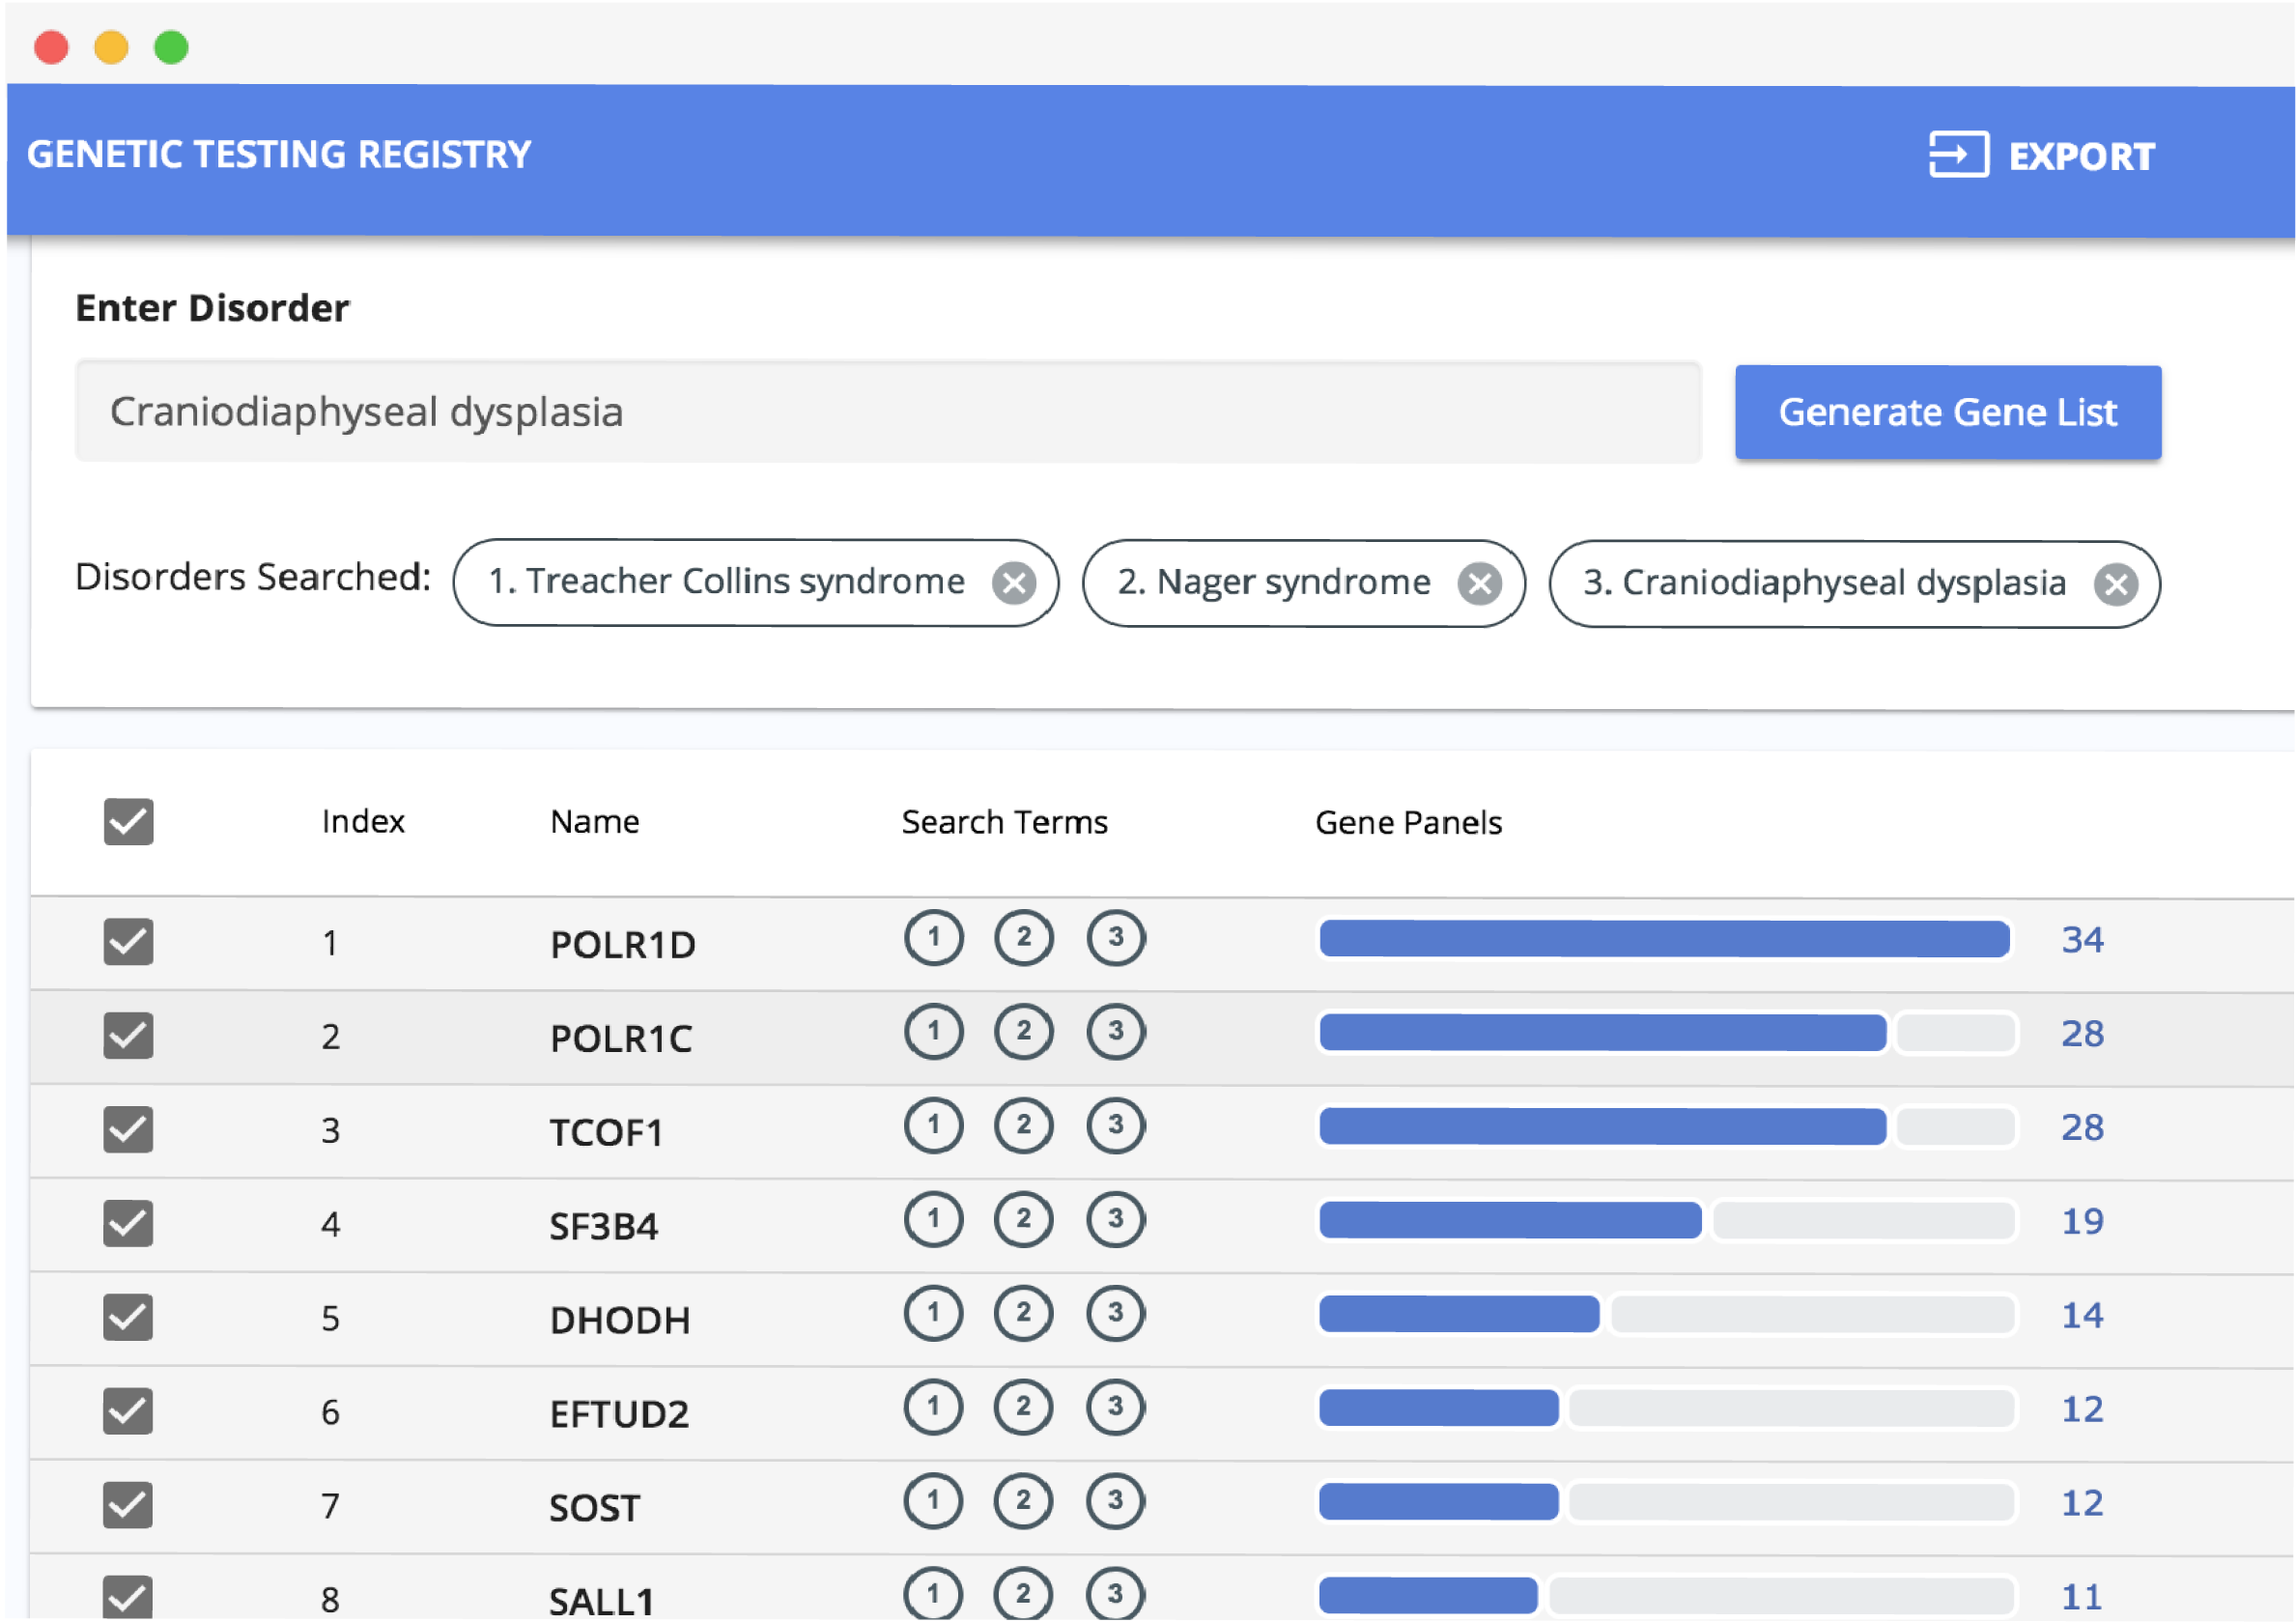 GENETIC TESTING REGISTRY EXPORT
Enter Disorder
Craniodiaphyseal dysplasia Generate Gene List
Disorders Searched: 1. Treacher Collins syndrome 2. Nager syndrome 3. Craniodiaphyseal dysplasia
Index Name Search Terms Gene Panels
1 POLR1D 1 2 3 34
2 POLR1C 1 2 3 28
3 TCOF1 1 2 3 28
4 SF3B4 1 2 3 19
5 DHODH 1 2 3 14
6 EFTUD2 1 2 3 12
7 SOST 1 2 3 12
8 SALL1 1 2 3 11